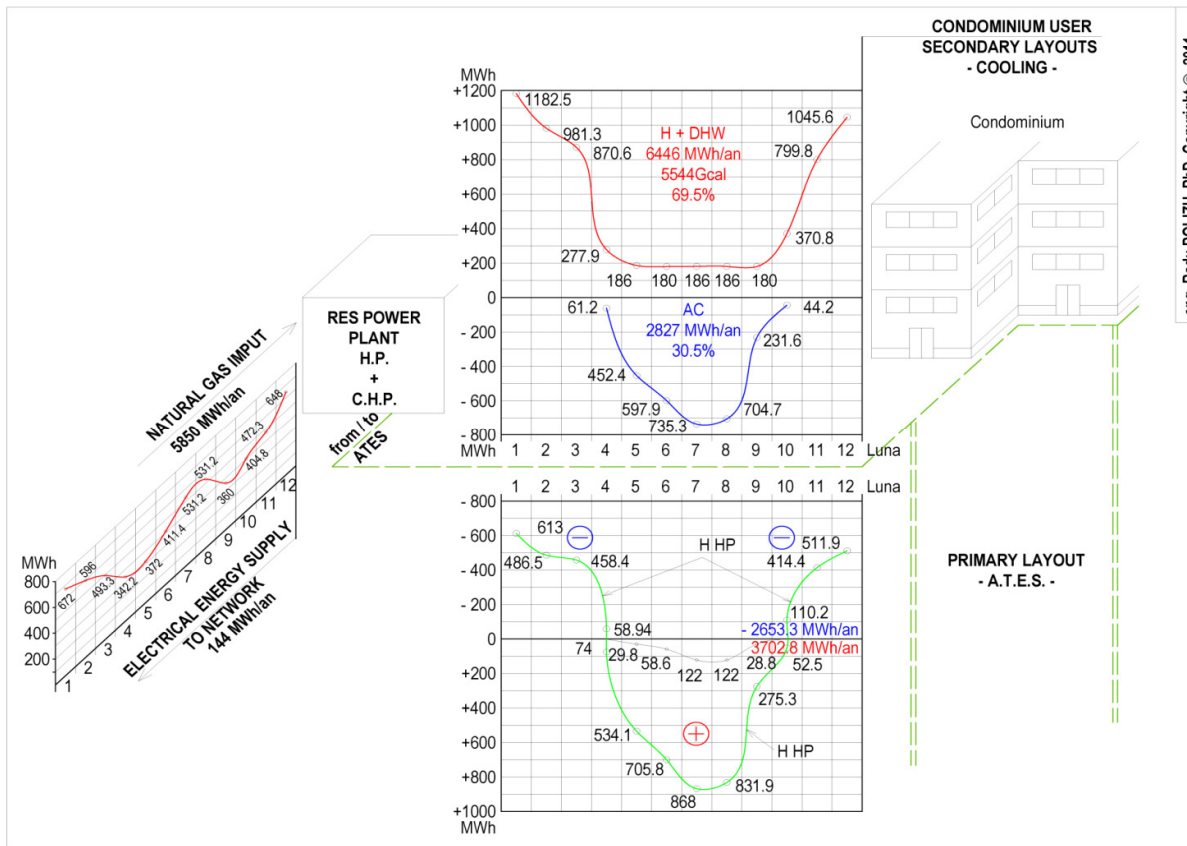 CONDOMINIUM USER
SECONDARY LAYOUTS
- COOLING -
Condominium
MWh
+1200
+1000
+800
+600
+400
+200
0
- 200
- 400
- 600
- 800
MWh
1182.5
981.3
870.6
277.9
186
180
186
186
180
370.8
799.8
1045.6
H + DHW
6446 MWh/an
5544Gcal
69.5%
61.2
452.4
597.9
735.3
704.7
231.6
44.2
AC
2827 MWh/an
30.5%
1 2 3 4 5 6 7 8 9 10 11 12 Luna
RES POWER
PLANT
H.P.
+
C.H.P.
from / to
ATES
NATURAL GAS IMPUT
5850 MWh/an
672
596
493.3
342.2
372
411.4
531.2
531.2
360
404.8
472.3
648
MWh
800
600
400
200
1 2 3 4 5 6 7 8 9 10 11 12
ELECTRICAL ENERGY SUPPLY
TO NETWORK
144 MWh/an
1 2 3 4 5 6 7 8 9 10 11 12 Luna
- 800
- 600
- 400
- 200
0
+200
+400
+600
+800
+1000
MWh
613
486.5
458.4
H HP
414.4
511.9
110.2
58.94
- 2653.3 MWh/an
3702.8 MWh/an
74
29.8
58.6
122
122
28.8
52.5
275.3
534.1
705.8
868
831.9
H HP
PRIMARY LAYOUT
- A.T.E.S. -